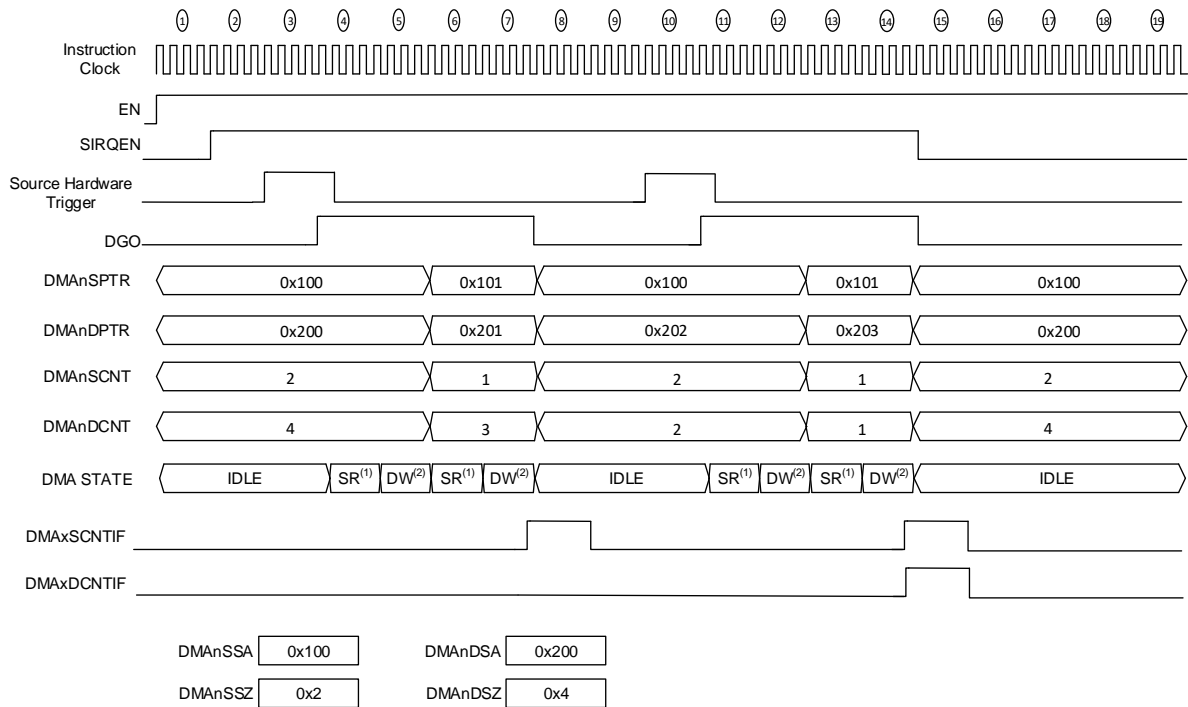 ① ② ③ ④ ⑤ ⑥ ⑦ ⑧ ⑨ ⑩ ⑪ ⑫ ⑬ ⑭ ⑮ ⑯ ⑰ ⑱ ⑲
Instruction
Clock
EN
SIRQEN
Source Hardware
Trigger
DGO
DMAnSPTR 0x100 0x101 0x100 0x101 0x100
DMAnDPTR 0x200 0x201 0x202 0x203 0x200
DMAnSCNT 2 1 2 1 2
DMAnDCNT 4 3 2 1 4
DMA STATE IDLE SR(1) DW(2) SR(1) DW(2) IDLE SR(1) DW(2) SR(1) DW(2) IDLE
DMAxSCNTIF
DMAxDCNTIF
DMAnSSA 0x100 DMAnDSA 0x200
DMAnSSZ 0x2 DMAnDSZ 0x4